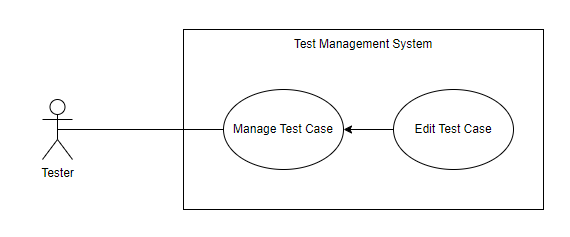 Test Management System
Manage Test Case
Edit Test Case
Tester